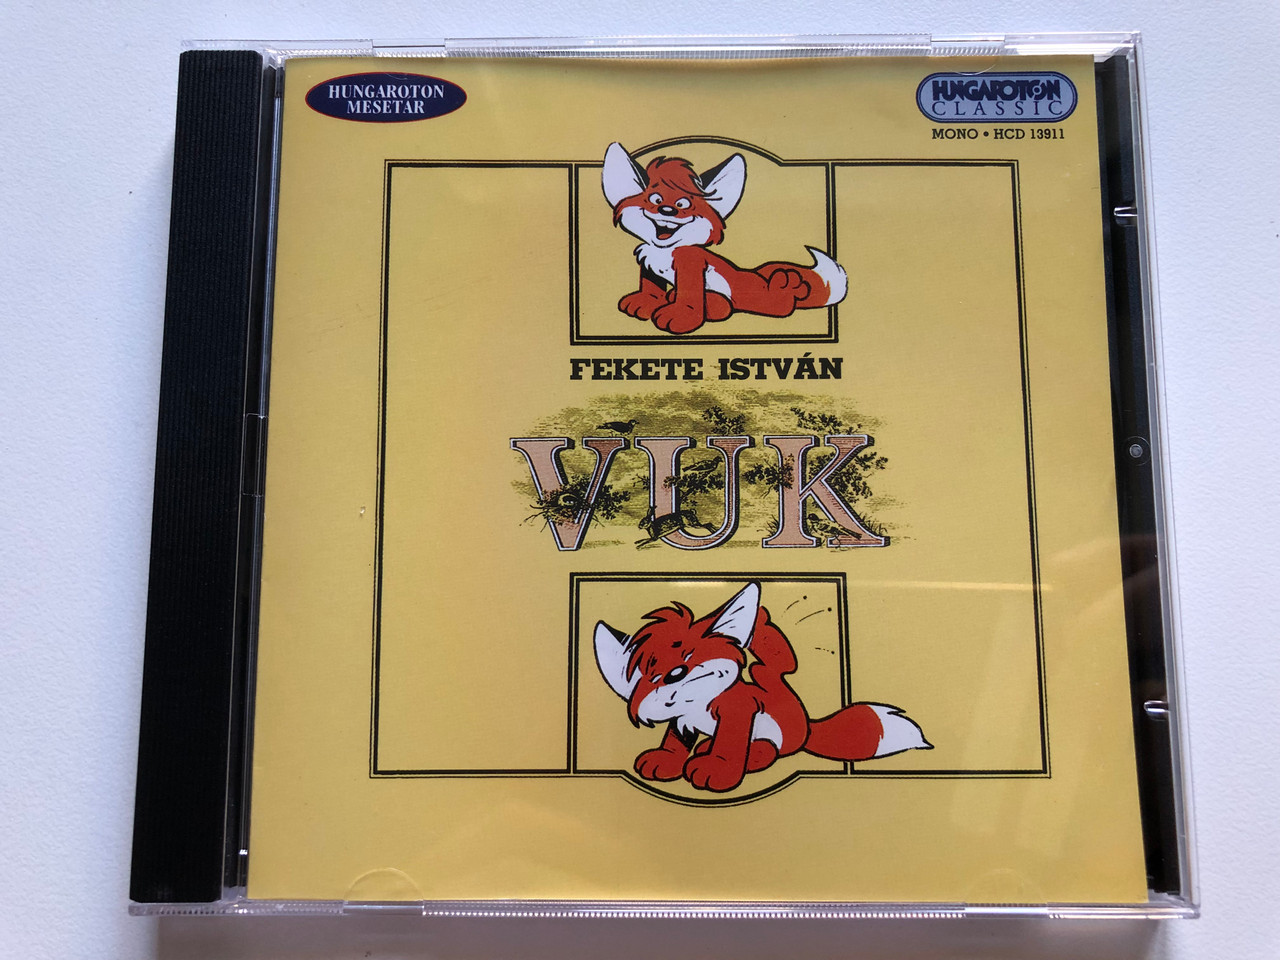 HUNGAROTON
MESETÁR
HUNGAROTON
CLASSIC
MONO • HCD 13911
FEKETE ISTVÁN
VUK